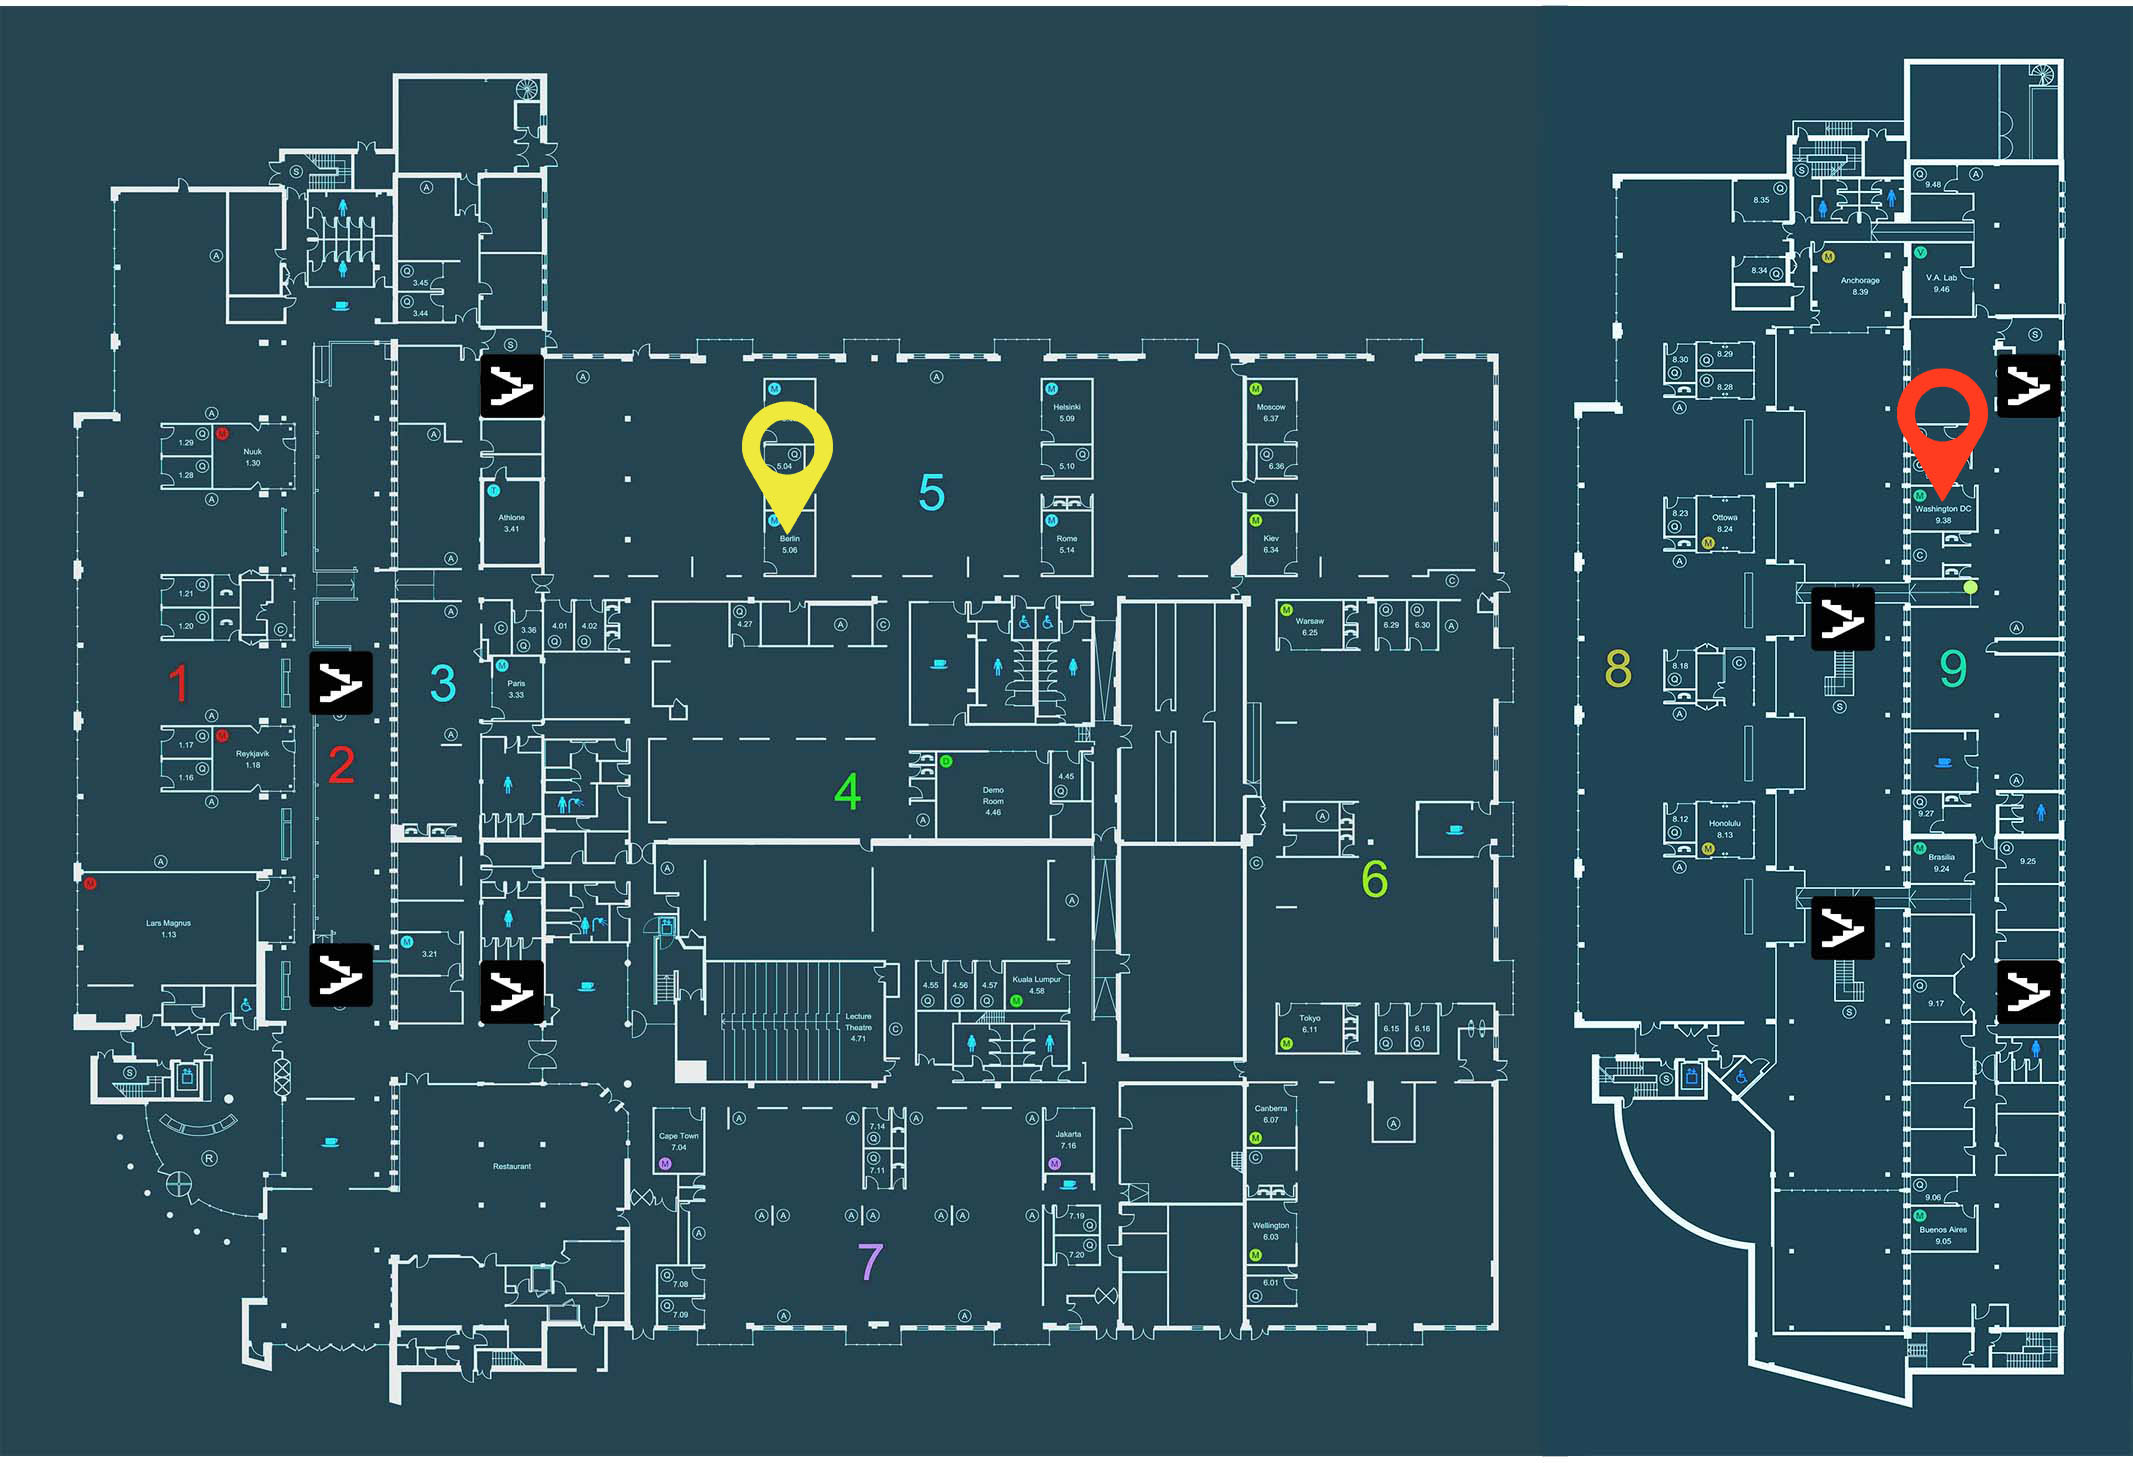 S
A
A
Q
3.45
Q
3.44
S
A
A
A
1.29
Q
M
Nuuk
1.30
1.28
Q
A
A
T
Athlone
3.41
A
M
Q
5.04
M
Berlin
5.06
5
M
Helsinki
5.09
Q
5.10
M
Rome
5.14
M
Moscow
6.37
Q
6.36
A
M
Kiev
6.34
C
1.21
Q
1.20
Q
C
A
C
3.36
Q
4.01
Q
4.02
Q
Q
4.27
A
C
M
Warsaw
6.25
6.29
Q
6.30
Q
A
1
2
3
M
Paris
3.33
A
A
1.17
Q
M
Reykjavik
1.18
1.16
Q
A
4
D
Demo
Room
4.46
4.45
Q
A
A
C
6
A
M
Lars Magnus
1.13
M
3.21
A
A
Lecture
Theatre
4.71
C
4.55
Q
4.56
Q
4.57
Q
Kuala Lumpur
4.58
M
M
Tokyo
6.11
M
6.15
Q
6.16
Q
S
R
Restaurant
Cape Town
7.04
M
A
A
7.14
Q
7.11
Q
A
A
Jakarta
7.16
M
Canberra
6.07
M
C
A
A
A
A
A
A
A
A
A
7
7.19
Q
7.20
Q
Wellington
6.03
M
6.01
Q
Q
7.08
Q
7.09
A
A
S
8.35
Q
Q
9.48
A
8.34
Q
M
Anchorage
8.39
V
V.A. Lab
9.46
S
8.30
Q
Q
8.29
Q
8.28
A
8.23
Q
Ottowa
8.24
M
A
Q
Q
M
Washington DC
9.38
C
A
8
8.18
Q
C
A
S
9
A
8.12
Q
Honolulu
8.13
M
A
Q
9.27
M
Brasilia
9.24
Q
9.25
Q
9.17
S
S
Q
9.06
M
Buenos Aires
9.05